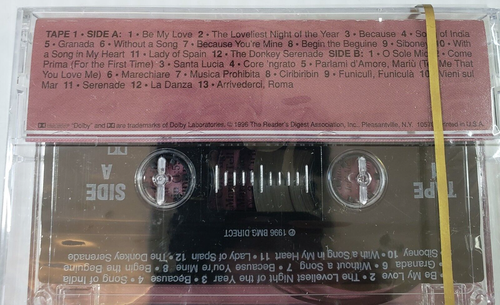 TAPE 1 • SIDE A: 1 • Be My Love 2 • The Loveliest Night of the Year 3 • Because 4 • of India
5 • Granada 6 • Without a Song 7 • Because You're Mine 8 • Begin the Beguine 9 • Siboney 10 • With
a Song in My Heart 11 • Lady of Spain 12 • The Donkey Serenade SIDE B: 1 • O Sole Mio 2 • Come
Prima (For the First Time) 3 • Santa Lucia 4 • Core 'ngrato 5 • Parlami d'Amore, Mariù (Tell Me That
You Love Me) 6 • Marechiare 7 • Musica Prohibita 8 • Ciribiribin 9 • Funiculì, Funiculà 10 • Vieni sul
Mar 11 • Serenade 12 • La Danza 13 • Arrivederci, Roma
"Dolby" and are trademarks of Dolby Laboratories. © 1996 The Reader's Digest Association, Inc., Pleasantville, N.Y. 10570 Printed in U.S.A.
SIDE A
TAPE 1
℗ 1996 BMG DIRECT
Be My Love 2 • The Loveliest Night of the Year 3 • Because 4 • Song of India
Granada 6 • Without a Song 7 • Because You're Mine 8 • Begin the Beguine
Siboney 10 • With a Song in My Heart 11 • Lady of Spain 12 • The Donkey Serenade